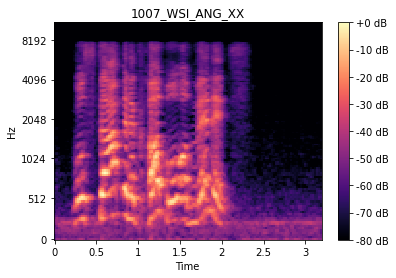 1007_WSI_ANG_XX
+0 dB
8192
-10 dB
4096
-20 dB
-30 dB
Hz
2048
-40 dB
1024
-50 dB
512
-60 dB
-70 dB
0
-80 dB
0 0.5 1 1.5 2 2.5 3
Time